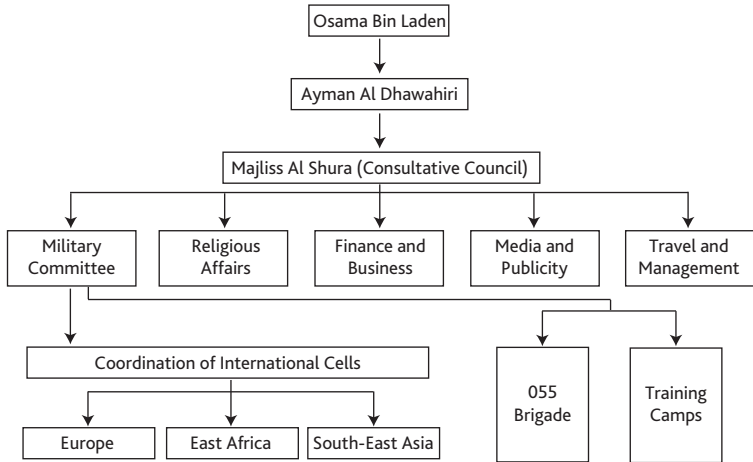 Osama Bin Laden
Ayman Al Dhawahiri
Majliss Al Shura (Consultative Council)
Military
Committee
Religious
Affairs
Finance and
Business
Media and
Publicity
Travel and
Management
Coordination of International Cells
055
Brigade
Training
Camps
Europe
East Africa
South-East Asia